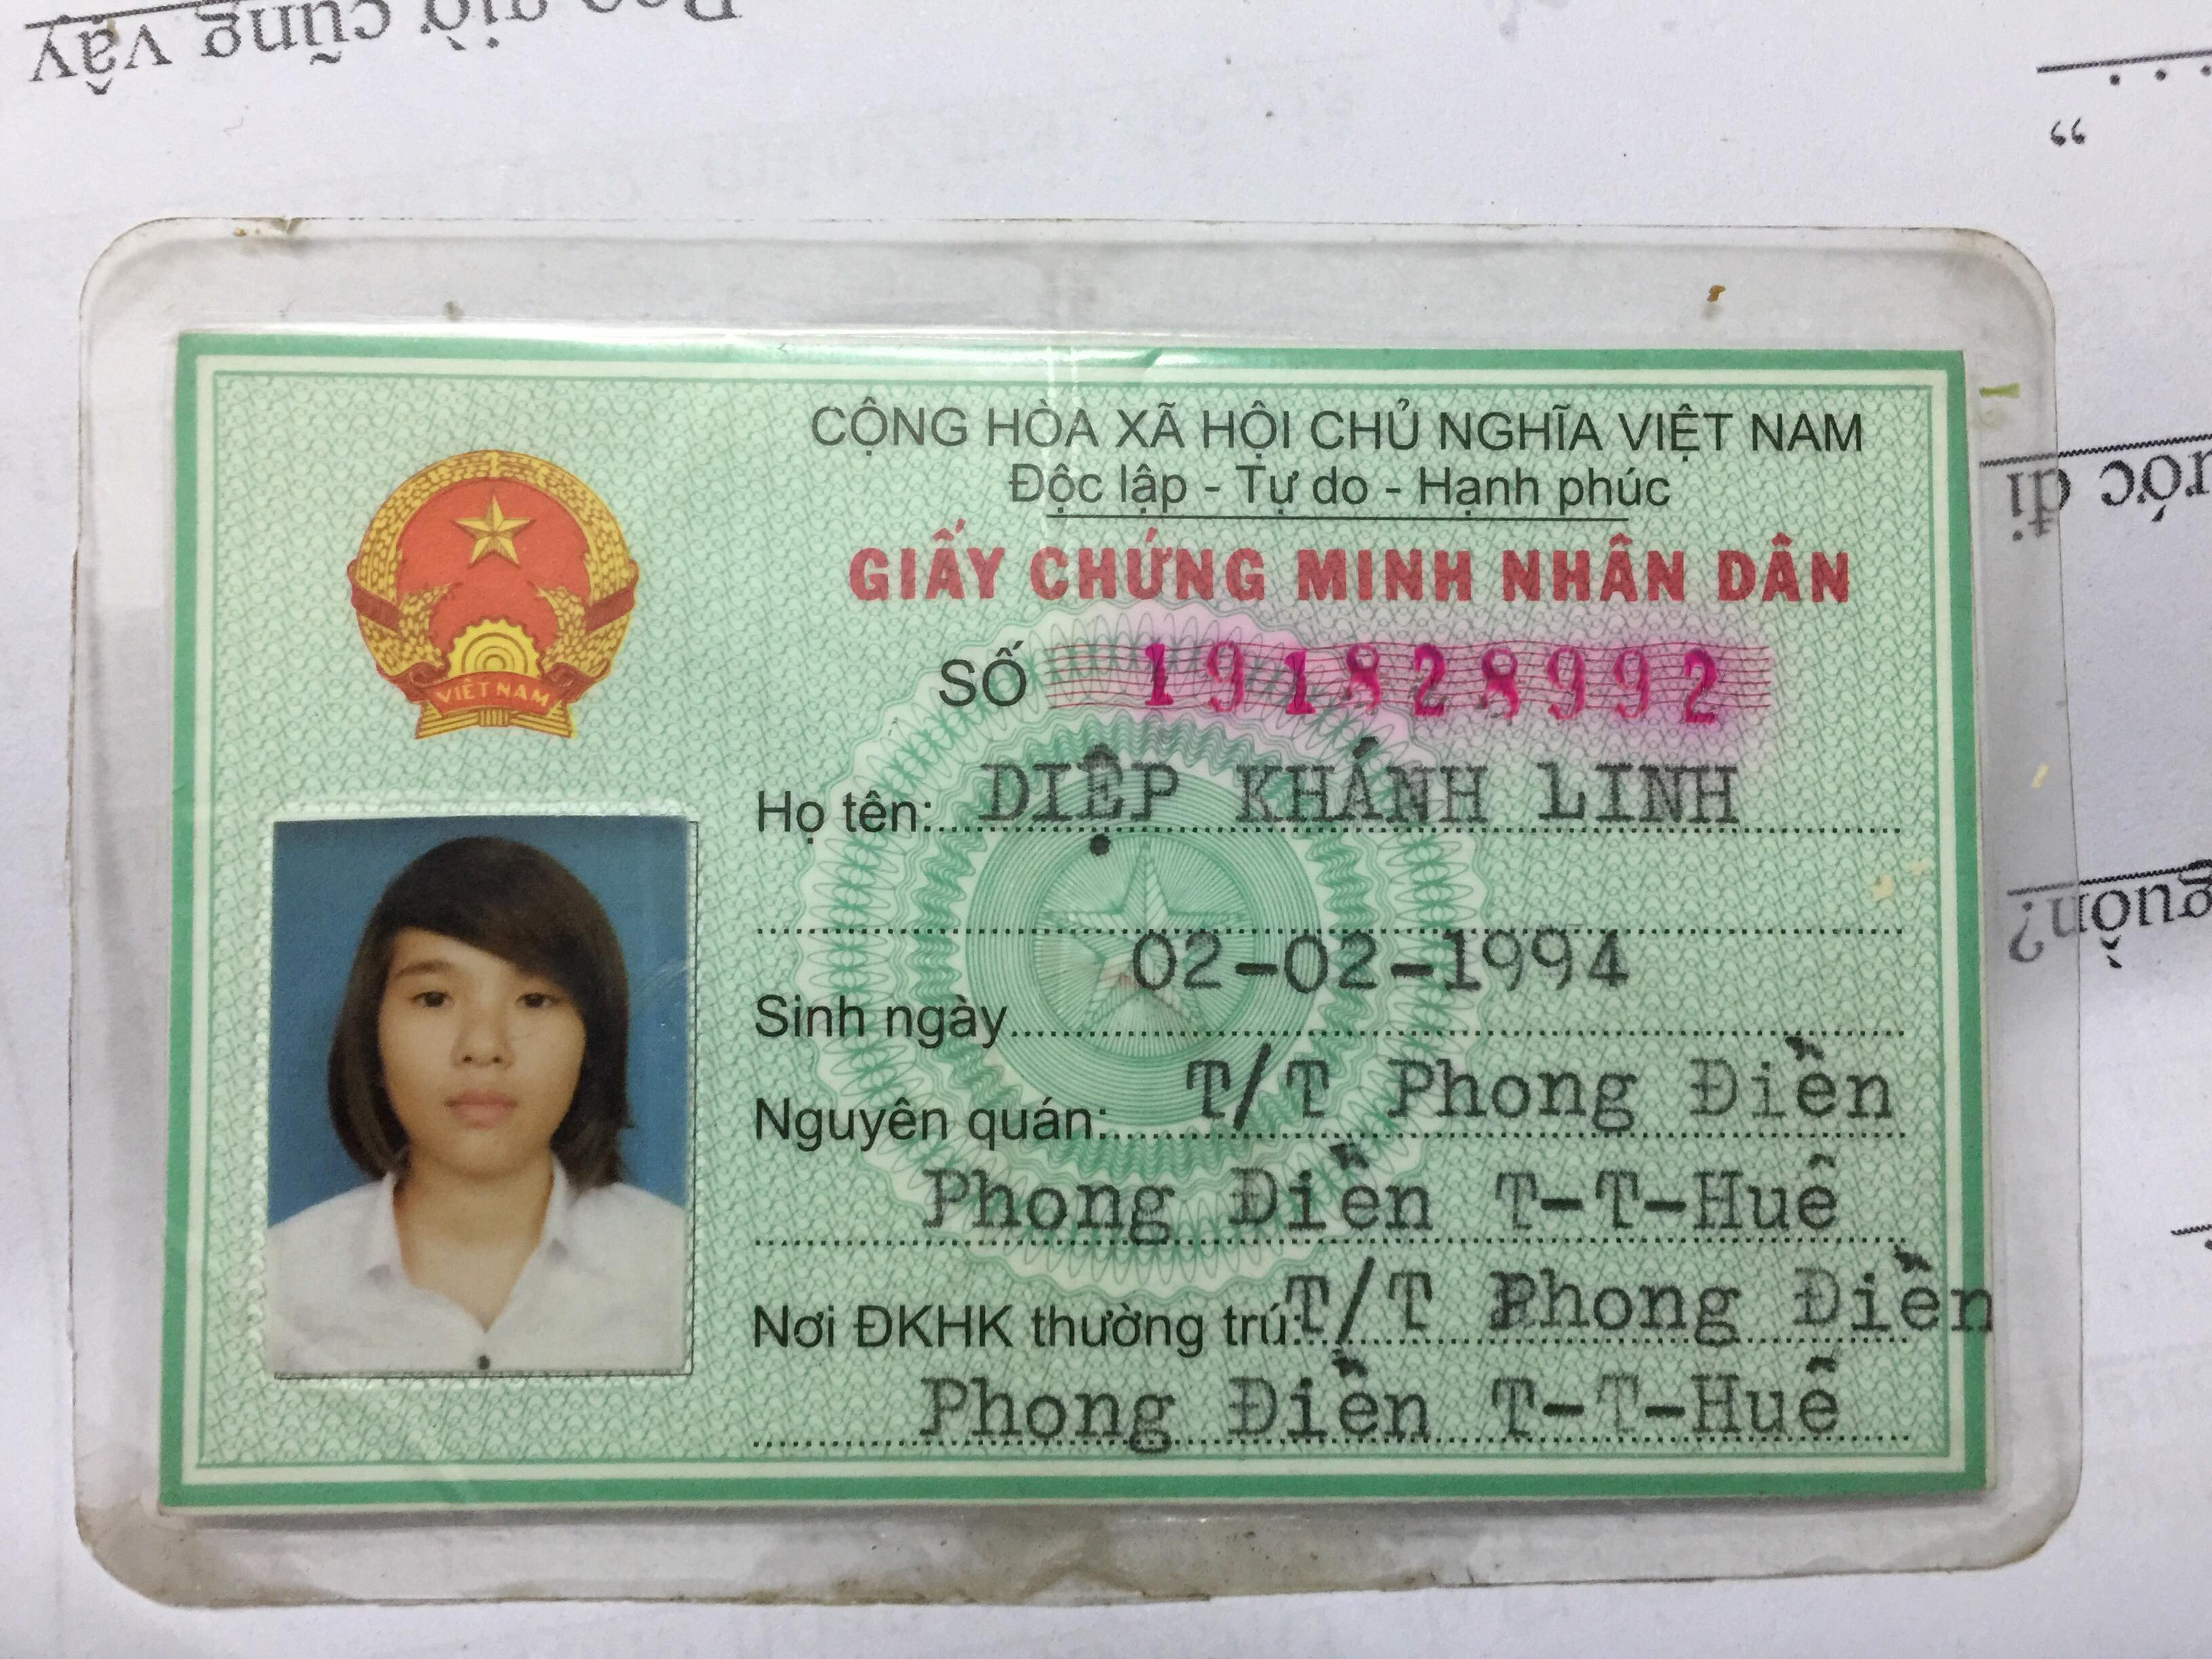 Bao giờ cũng vậy
”
ước đi
guồn?
CỘNG HÒA XÃ HỘI CHỦ NGHĨA VIỆT NAM
Độc lập - Tự do - Hạnh phúc
GIẤY CHỨNG MINH NHÂN DÂN
VIỆT NAM
SỐ 191828992
Họ tên: DIỆP KHÁNH LINH
Sinh ngày 02-02-1994
Nguyên quán: T/T Phong Điền
Phong Điền T-T-Huế
Nơi ĐKHK thường trú: T/T Phong Điền
Phong Điền T-T-Huế